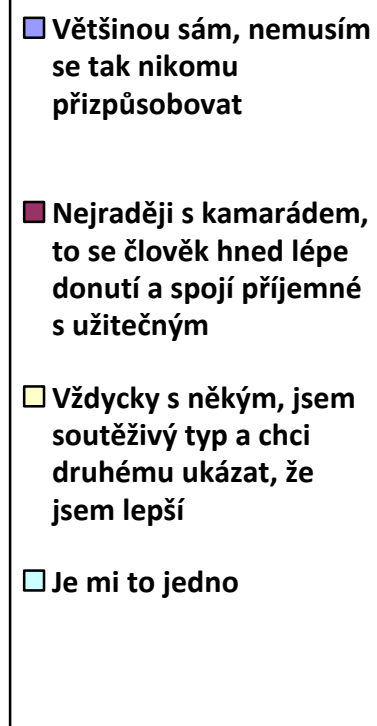 Většinou sám, nemusím
se tak nikomu
přizpůsobovat
Nejraději s kamarádem,
to se člověk hned lépe
donutí a spojí příjemné
s užitečným
Vždycky s někým, jsem
soutěživý typ a chci
druhému ukázat, že
jsem lepší
Je mi to jedno